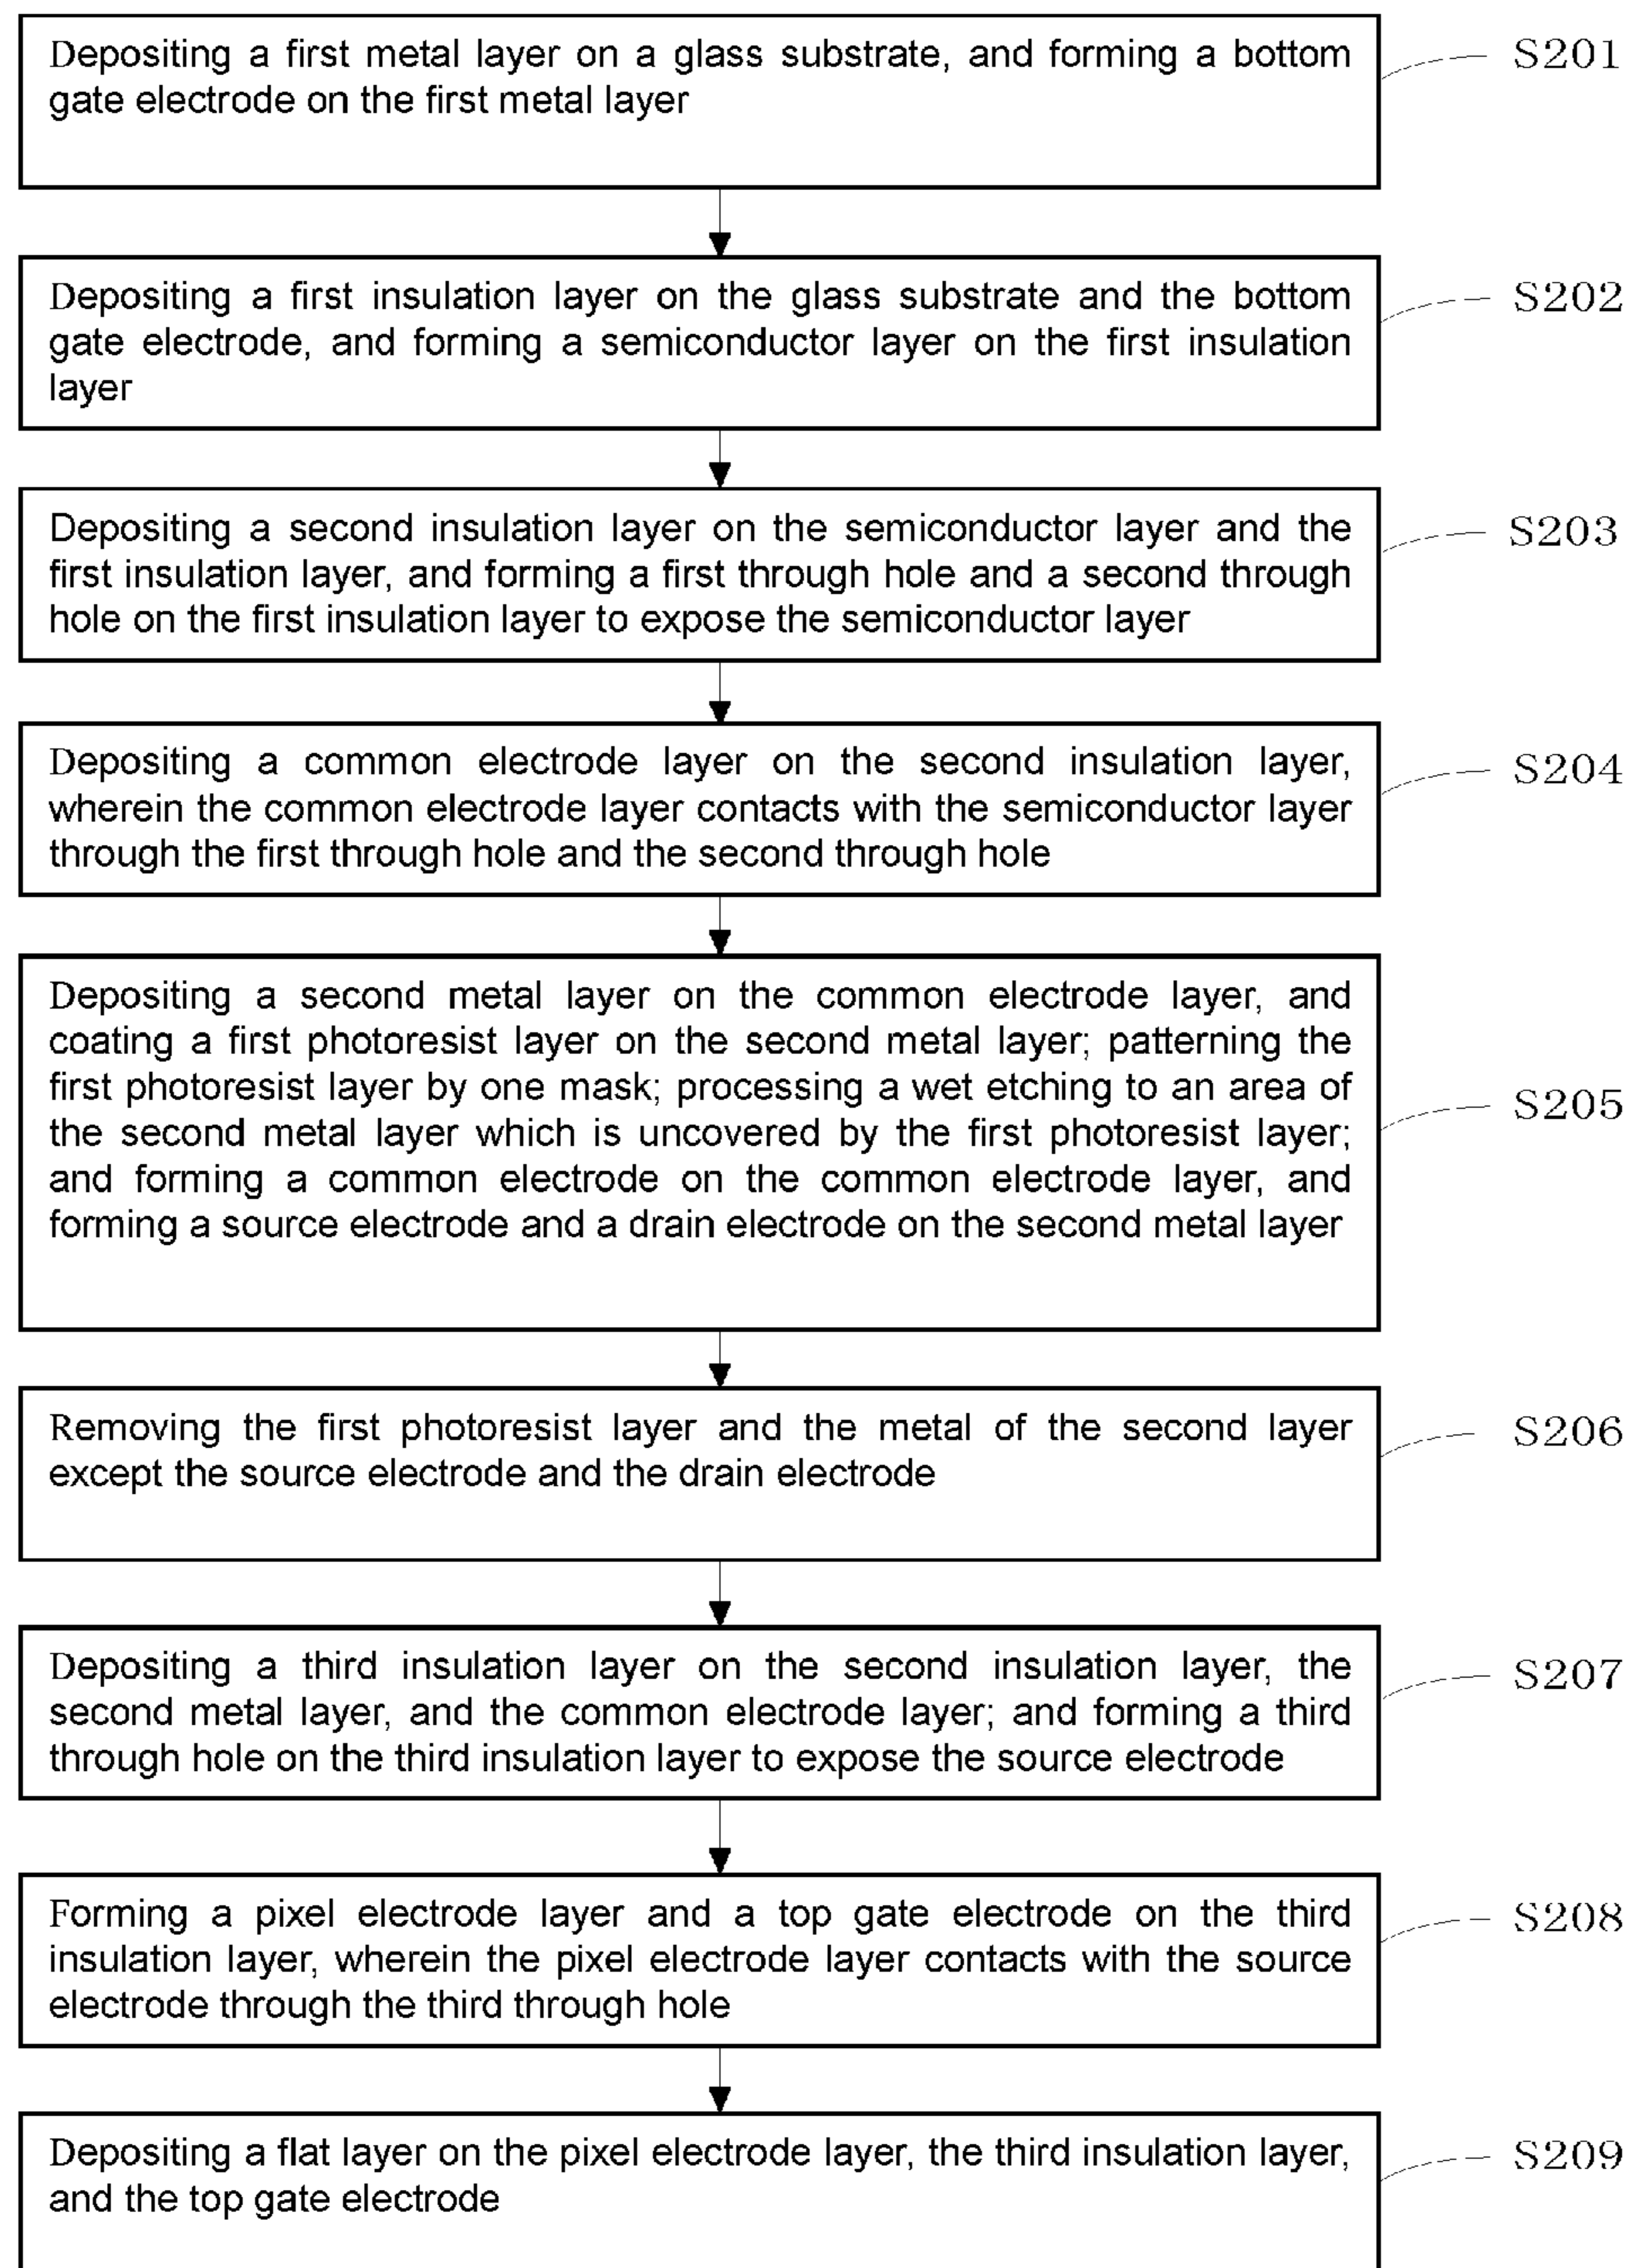 Depositing a first metal layer on a glass substrate, and forming a bottom
gate electrode on the first metal layer
S201
Depositing a first insulation layer on the glass substrate and the bottom
gate electrode, and forming a semiconductor layer on the first insulation
layer
S202
Depositing a second insulation layer on the semiconductor layer and the
first insulation layer, and forming a first through hole and a second through
hole on the first insulation layer to expose the semiconductor layer
S203
Depositing a common electrode layer on the second insulation layer,
wherein the common electrode layer contacts with the semiconductor layer
through the first through hole and the second through hole
S204
Depositing a second metal layer on the common electrode layer, and
coating a first photoresist layer on the second metal layer; patterning the
first photoresist layer by one mask; processing a wet etching to an area of
the second metal layer which is uncovered by the first photoresist layer;
and forming a common electrode on the common electrode layer, and
forming a source electrode and a drain electrode on the second metal layer
S205
Removing the first photoresist layer and the metal of the second layer
except the source electrode and the drain electrode
S206
Depositing a third insulation layer on the second insulation layer, the
second metal layer, and the common electrode layer; and forming a third
through hole on the third insulation layer to expose the source electrode
S207
Forming a pixel electrode layer and a top gate electrode on the third
insulation layer, wherein the pixel electrode layer contacts with the source
electrode through the third through hole
S208
Depositing a flat layer on the pixel electrode layer, the third insulation layer,
and the top gate electrode
S209